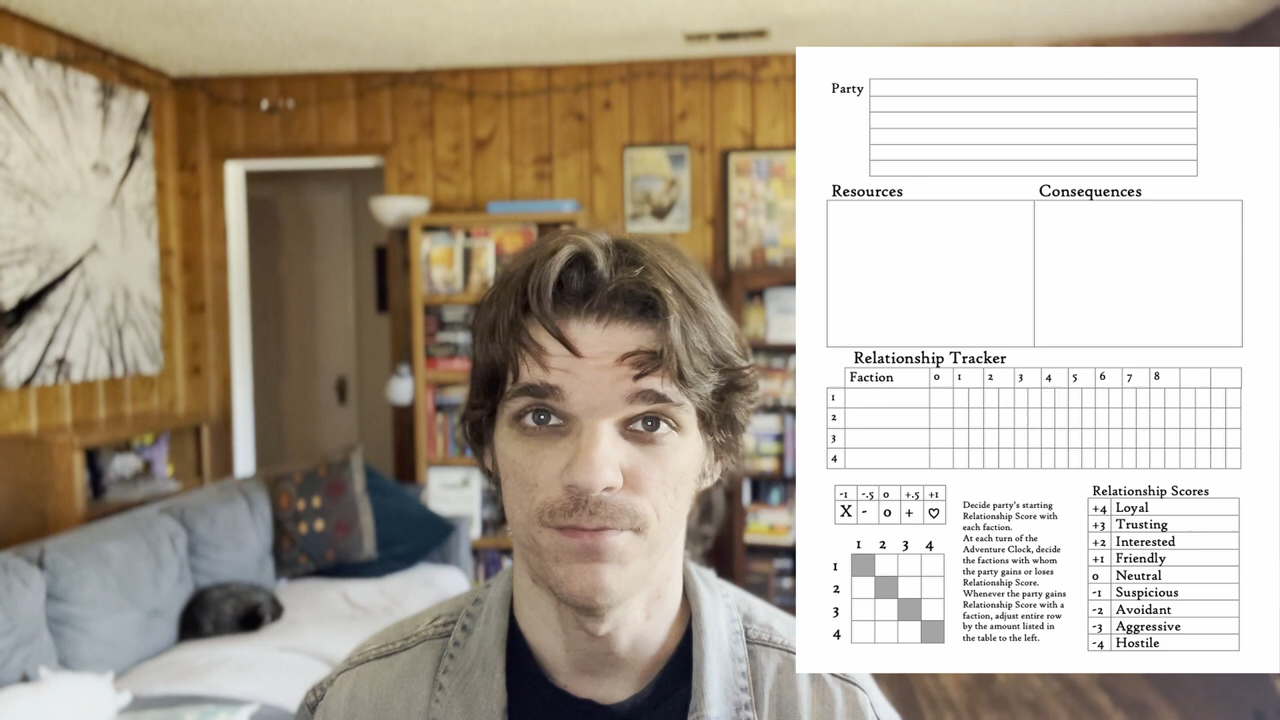 Party
Resources Consequences
Relationship Tracker
Faction 0 1 2 3 4 5 6 7 8
1
2
3
4
-1 -.5 0 +.5 +1
X - 0 + ♡
1 2 3 4
1
2
3
4
Decide party's starting
Relationship Score with
each faction.
At each turn of the
Adventure Clock, decide
the factions with whom
the party gains or loses
Relationship Score.
Whenever the party gains
Relationship Score with a
faction, adjust entire row
by the amount listed in
the table to the left.
Relationship Scores
+4 Loyal
+3 Trusting
+2 Interested
+1 Friendly
0 Neutral
-1 Suspicious
-2 Avoidant
-3 Aggressive
-4 Hostile